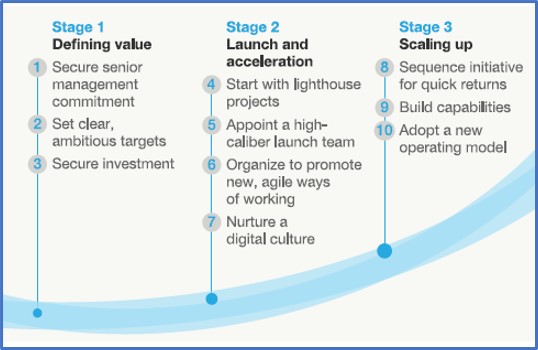 Stage 1
Defining value
1 Secure senior
management
commitment
2 Set clear,
ambitious targets
3 Secure investment
Stage 2
Launch and
acceleration
4 Start with lighthouse
projects
5 Appoint a high-
caliber launch team
6 Organize to promote
new, agile ways
of working
7 Nurture a
digital culture
Stage 3
Scaling up
8 Sequence initiative
for quick returns
9 Build capabilities
10 Adopt a new
operating model